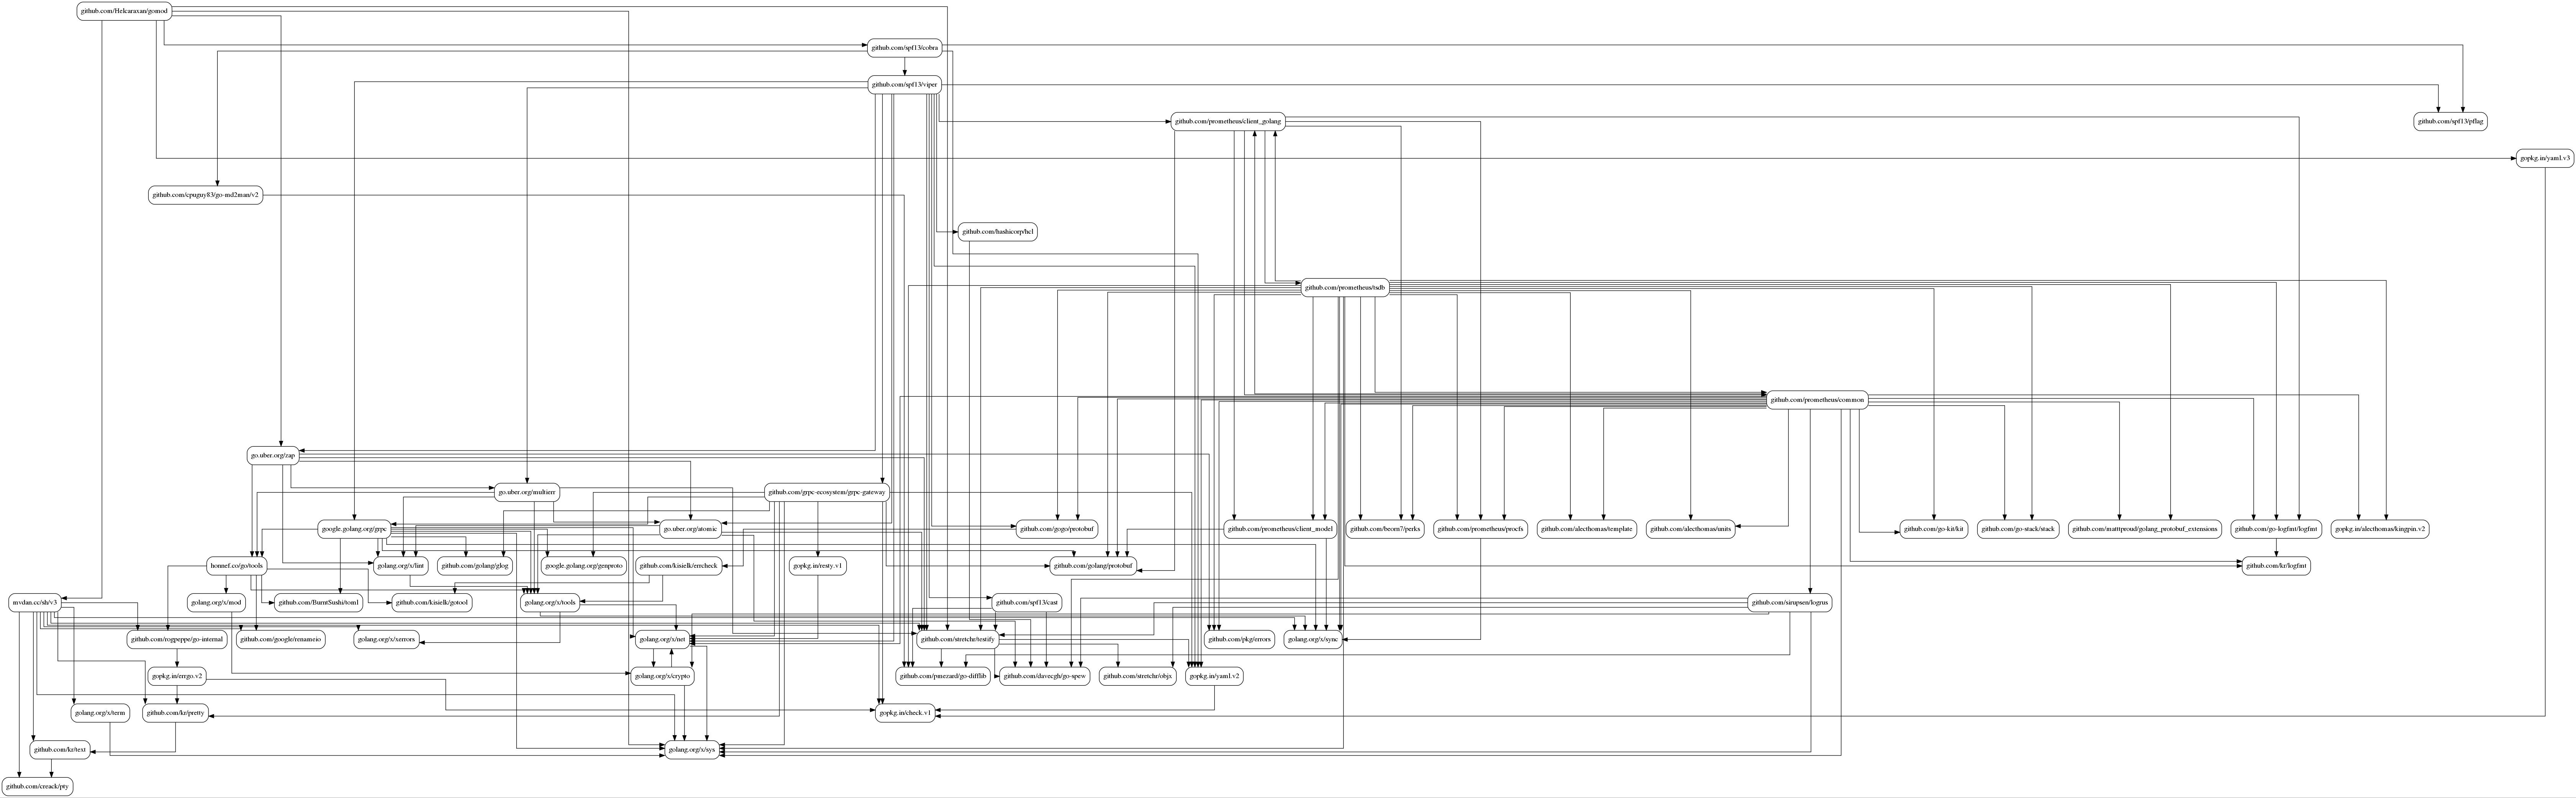 github.com/Helcaraxan/gomod
github.com/spf13/cobra
github.com/spf13/viper
github.com/prometheus/client_golang
github.com/spf13/pflag
gopkg.in/yaml.v3
github.com/cpuguy83/go-md2man/v2
github.com/hashicorp/hcl
github.com/prometheus/tsdb
github.com/prometheus/common
go.uber.org/zap
go.uber.org/multierr
github.com/grpc-ecosystem/grpc-gateway
google.golang.org/grpc
go.uber.org/atomic
github.com/gogo/protobuf
github.com/prometheus/client_model
github.com/beorn7/perks
github.com/prometheus/procfs
github.com/alecthomas/template
github.com/alecthomas/units
github.com/go-kit/kit
github.com/go-stack/stack
github.com/matttproud/golang_protobuf_extensions
github.com/go-logfmt/logfmt
gopkg.in/alecthomas/kingpin.v2
honnef.co/go/tools
golang.org/x/lint
github.com/golang/glog
google.golang.org/genproto
github.com/kisielk/errcheck
gopkg.in/resty.v1
github.com/golang/protobuf
github.com/kr/logfmt
mvdan.cc/sh/v3
golang.org/x/mod
github.com/BurntSushi/toml
github.com/kisielk/gotool
golang.org/x/tools
github.com/spf13/cast
github.com/sirupsen/logrus
github.com/rogpeppe/go-internal
github.com/google/renameio
golang.org/x/xerrors
golang.org/x/net
github.com/stretchr/testify
github.com/pkg/errors
golang.org/x/sync
gopkg.in/errgo.v2
golang.org/x/crypto
github.com/pmezard/go-difflib
github.com/davecgh/go-spew
github.com/stretchr/objx
gopkg.in/yaml.v2
golang.org/x/term
github.com/kr/pretty
gopkg.in/check.v1
github.com/kr/text
golang.org/x/sys
github.com/creack/pty